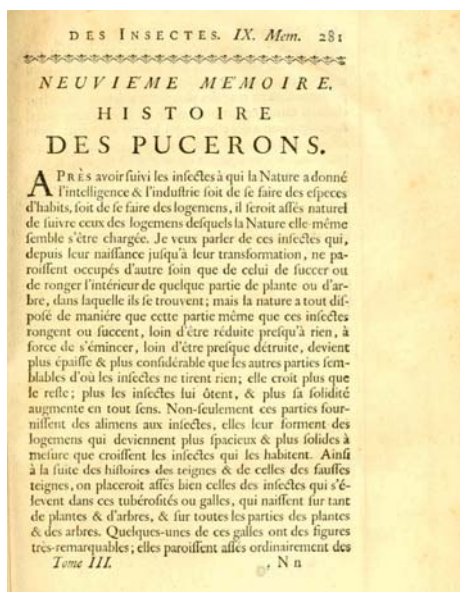 DES INSECTES. IX. Mem. 281
NEUVIEME MEMOIRE.
HISTOIRE
DES PUCERONS.
APRÈS avoir suivi les insectes à qui la Nature a donné
l'intelligence & l'industrie soit de se faire des especes
d'habits, soit de se faire des logemens, il seroit assés naturel
de suivre ceux des logemens desquels la Nature elle-même
semble s'être chargée. Je veux parler de ces insectes qui,
depuis leur naissance jusqu'à leur transformation, ne pa-
roissent occupés d'autre soin que de celui de succer ou
de ronger l'intérieur de quelque partie de plante ou d'ar-
bre, dans laquelle ils se trouvent; mais la nature a tout dis-
posé de maniére que cette partie même que ces insectes
rongent ou succent, loin d'être réduite presqu'à rien, à
force de s'émincer, loin d'être presque détruite, devient
plus épaisse & plus considérable que les autres parties sem-
blables d'où les insectes ne tirent rien; elle croit plus que
le reste; plus les insectes lui ôtent, & plus sa solidité
augmente en tout sens. Non-seulement ces parties four-
nissent des alimens aux insectes, elles leur forment des
logemens qui deviennent plus spacieux & plus solides à
mesure que croissent les insectes qui les habitent. Ainsi
à la suite des histoires des teignes & de celles des fausses
teignes, on placeroit assés bien celles des insectes qui s'é-
levent dans ces tubérosités ou galles, qui naissent sur tant
de plantes & d'arbres, & sur toutes les parties des plantes
& des arbres. Quelques-unes de ces galles ont des figures
très-remarquables; elles paroissent assés ordinairement des
Tome III. , N n